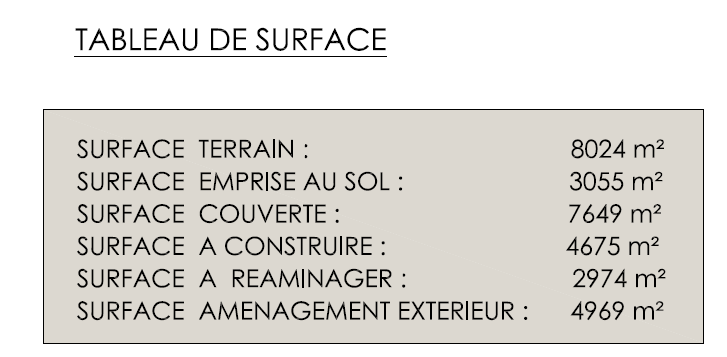 TABLEAU DE SURFACE
SURFACE TERRAIN : 8024 m²
SURFACE EMPRISE AU SOL : 3055 m²
SURFACE COUVERTE : 7649 m²
SURFACE A CONSTRUIRE : 4675 m²
SURFACE A REAMINAGER : 2974 m²
SURFACE AMENAGEMENT EXTERIEUR : 4969 m²